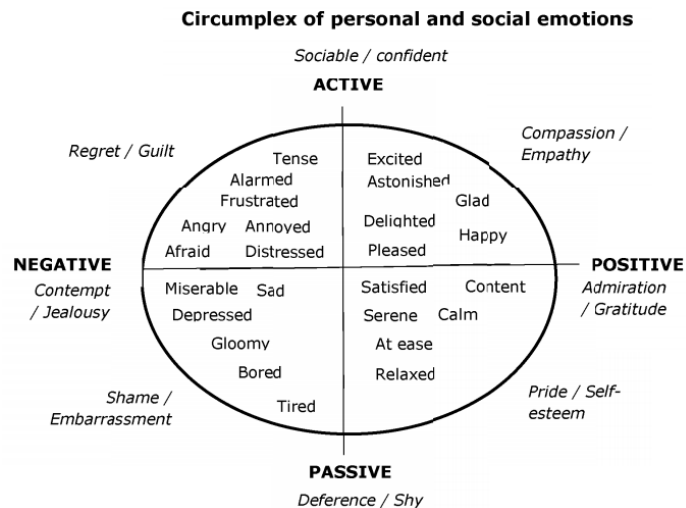 Circumplex of personal and social emotions
Sociable / confident
ACTIVE
Regret / Guilt
Compassion /
Empathy
Tense
Excited
Alarmed
Astonished
Frustrated
Glad
Angry
Annoyed
Delighted
Happy
Afraid
Distressed
Pleased
NEGATIVE
POSITIVE
Contempt
/ Jealousy
Admiration
/ Gratitude
Miserable
Sad
Satisfied
Content
Depressed
Serene
Calm
Gloomy
At ease
Bored
Relaxed
Tired
Shame /
Embarrassment
Pride / Self-
esteem
PASSIVE
Deference / Shy